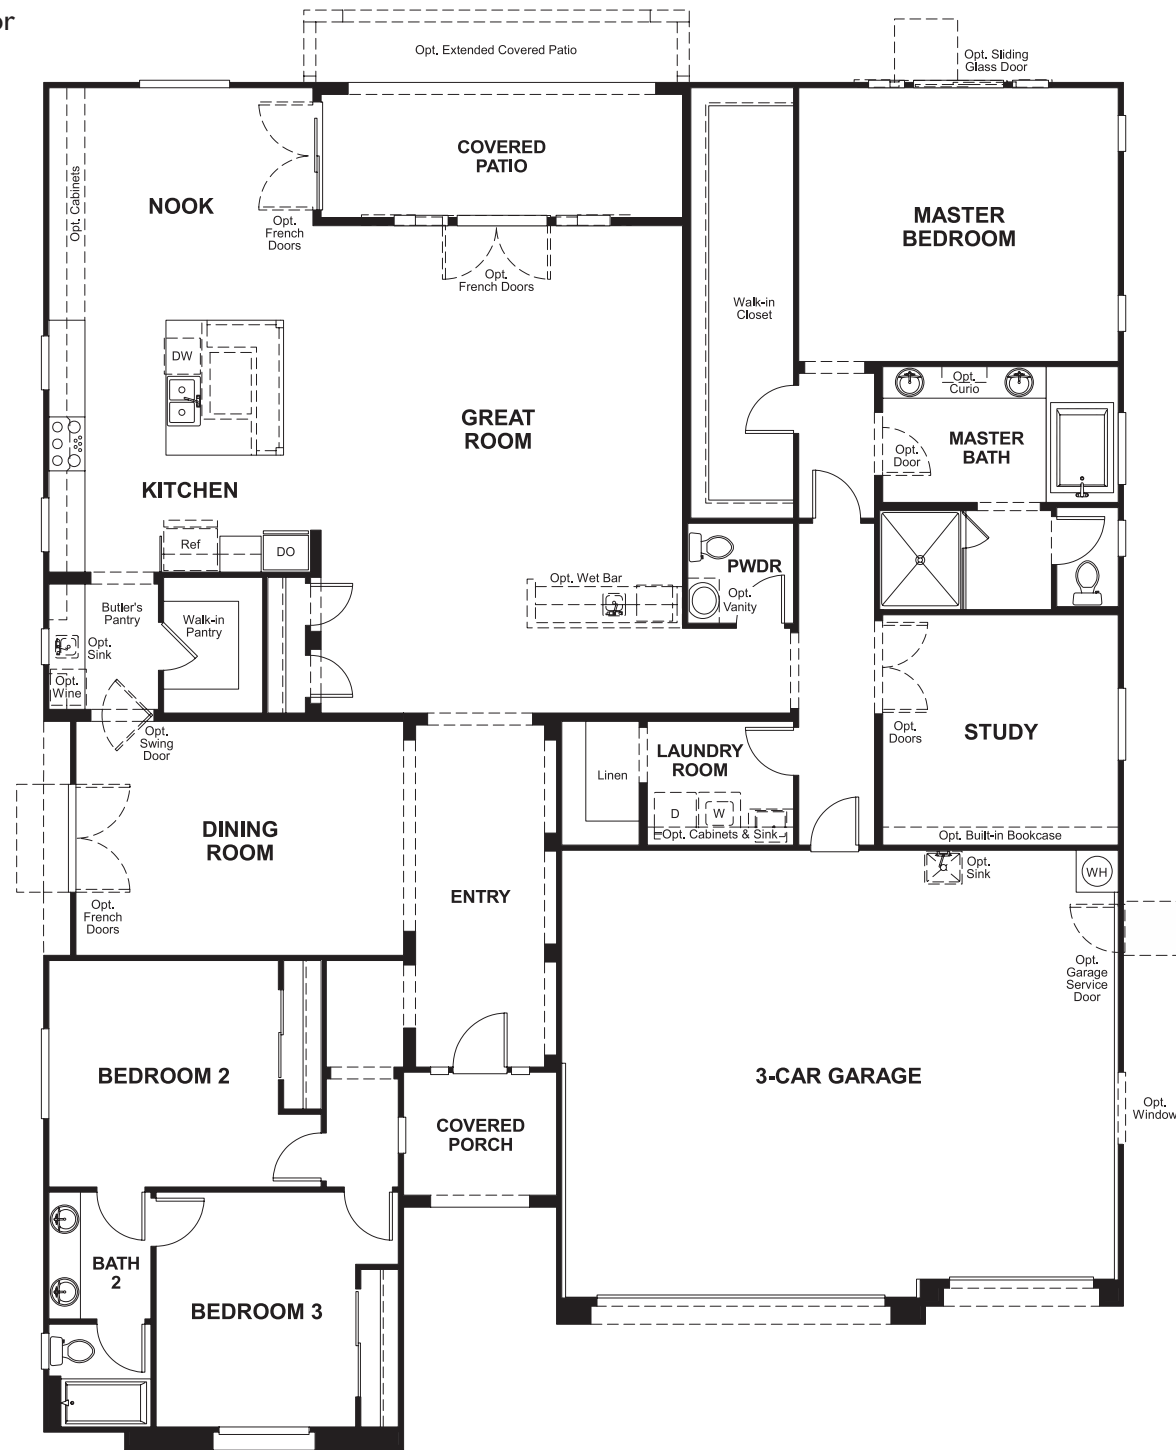 or
Opt. Extended Covered Patio
Opt. Sliding
Glass Door
COVERED
PATIO
Opt. Cabinets
NOOK
Opt.
French
Doors
MASTER
BEDROOM
Opt.
French Doors
Walk-in
Closet
DW
GREAT
ROOM
Opt.
Curio
MASTER
BATH
Opt.
Door
KITCHEN
Ref
DO
PWDR
Opt. Wet Bar
Opt.
Vanity
Butler's
Pantry
Walk-in
Pantry
Opt.
Sink
Opt.
Wine
Opt.
Swing
Door
Opt.
Doors
STUDY
LAUNDRY
ROOM
Linen
D
W
Opt. Cabinets & Sink
Opt. Built-in Bookcase
DINING
ROOM
Opt.
Sink
WH
ENTRY
Opt.
French
Doors
Opt.
Garage
Service
Door
BEDROOM 2
3-CAR GARAGE
Opt.
Window
COVERED
PORCH
BATH
2
BEDROOM 3